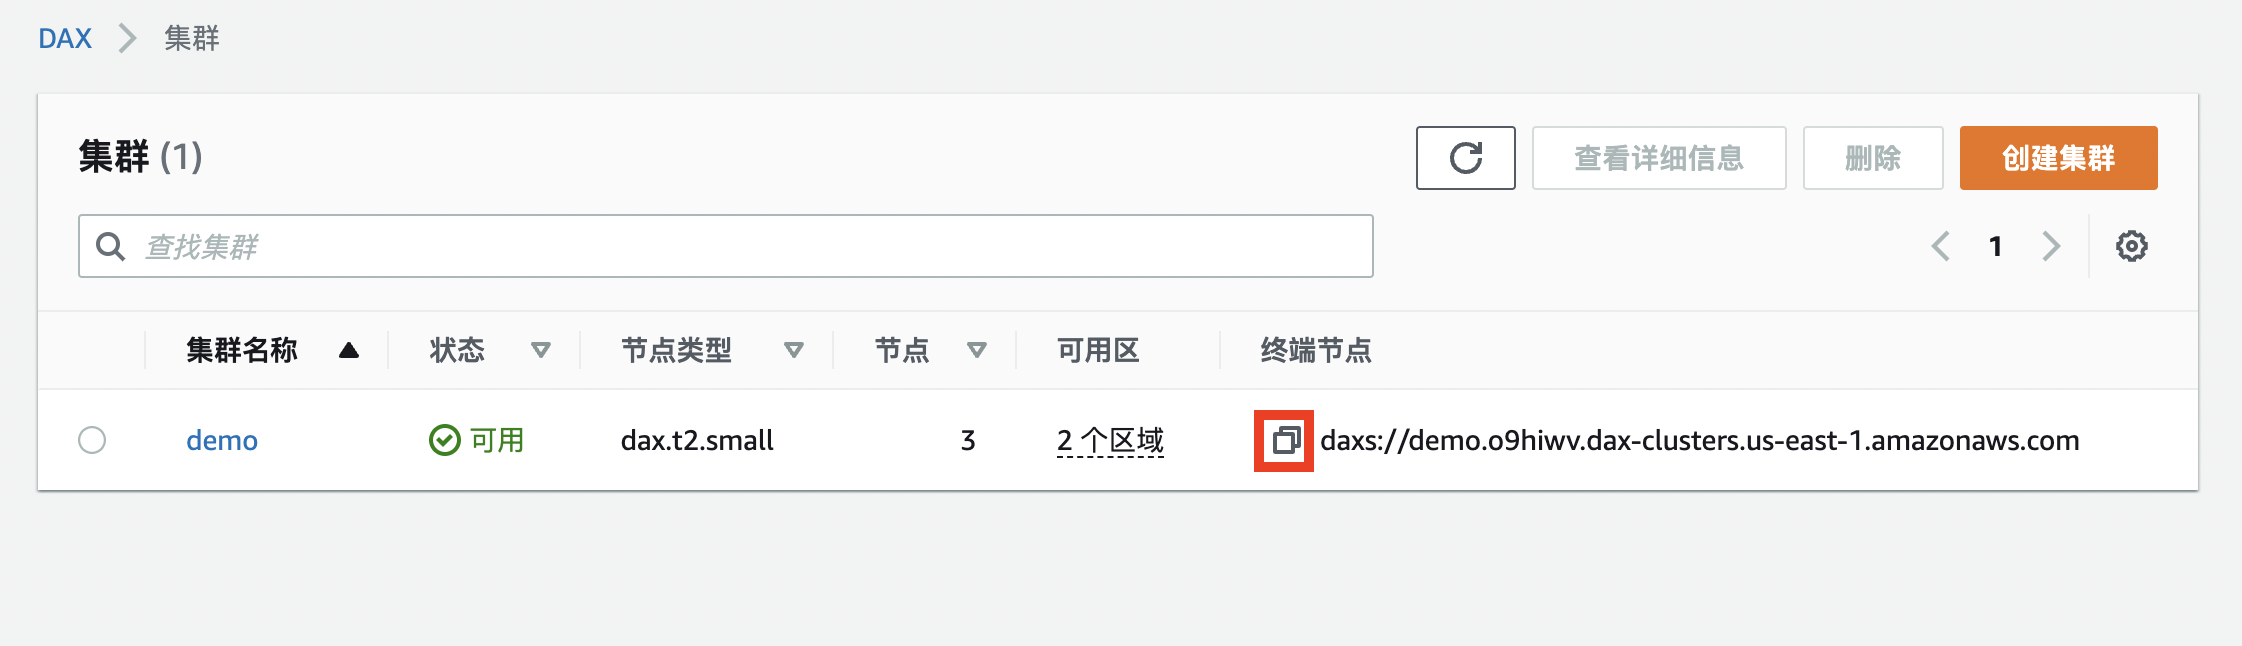 DAX 集群
集群 (1) 查看详细信息 删除 创建集群
查找集群 1
集群名称 状态 节点类型 节点 可用区 终端节点
demo 可用 dax.t2.small 3 2 个区域 daxs://demo.o9hiwv.dax-clusters.us-east-1.amazonaws.com